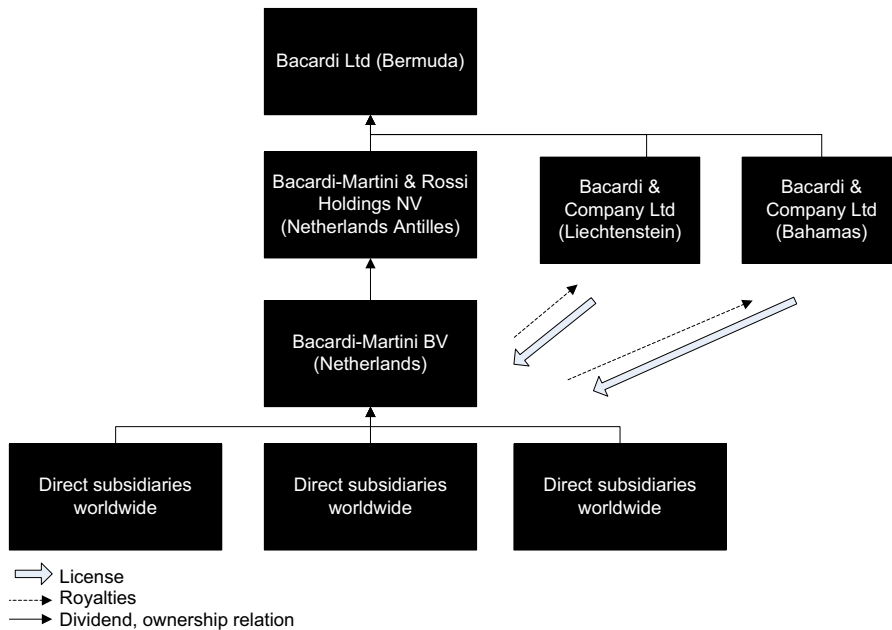 Bacardi Ltd (Bermuda)
Bacardi-Martini & Rossi
Holdings NV
(Netherlands Antilles)
Bacardi &
Company Ltd
(Liechtenstein)
Bacardi &
Company Ltd
(Bahamas)
Bacardi-Martini BV
(Netherlands)
Direct subsidiaries
worldwide
Direct subsidiaries
worldwide
Direct subsidiaries
worldwide
License
Royalties
Dividend, ownership relation